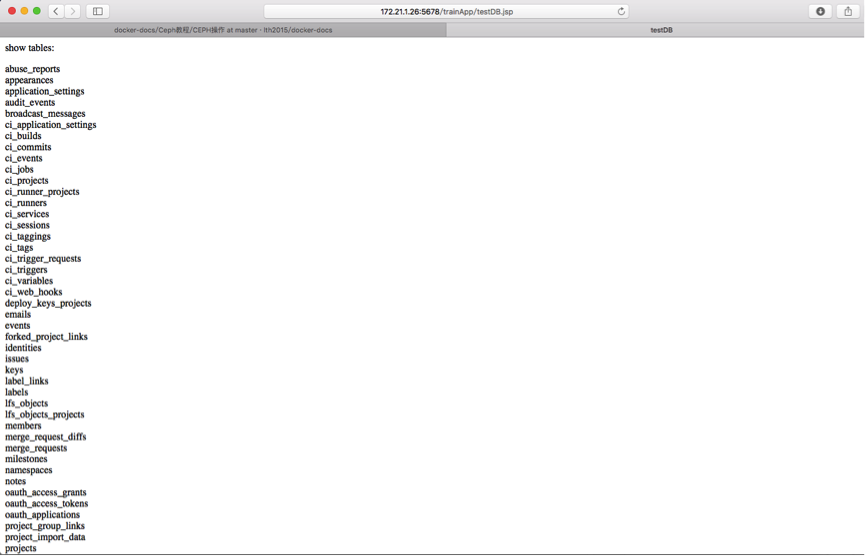 172.21.1.26:5678/trainApp/testDB.jsp
docker-docs/Ceph教程/CEPH操作 at master · lth2015/docker-docs
testDB
show tables:
abuse_reports
appearances
application_settings
audit_events
broadcast_messages
ci_application_settings
ci_builds
ci_commits
ci_events
ci_jobs
ci_projects
ci_runner_projects
ci_runners
ci_services
ci_sessions
ci_taggings
ci_tags
ci_trigger_requests
ci_triggers
ci_variables
ci_web_hooks
deploy_keys_projects
emails
events
forked_project_links
identities
issues
keys
label_links
labels
lfs_objects
lfs_objects_projects
members
merge_request_diffs
merge_requests
milestones
namespaces
notes
oauth_access_grants
oauth_access_tokens
oauth_applications
project_group_links
project_import_data
projects